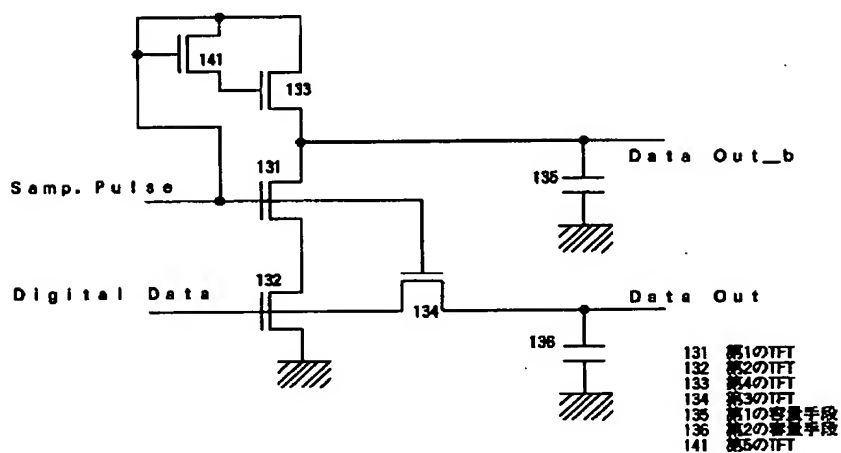 141
133
131
Samp. Pulse
Data Out_b
135
132
Digital Data
134
Data Out
136
131 第1のTFT
132 第2のTFT
133 第4のTFT
134 第3のTFT
135 第1の容量手段
136 第2の容量手段
141 第5のTFT